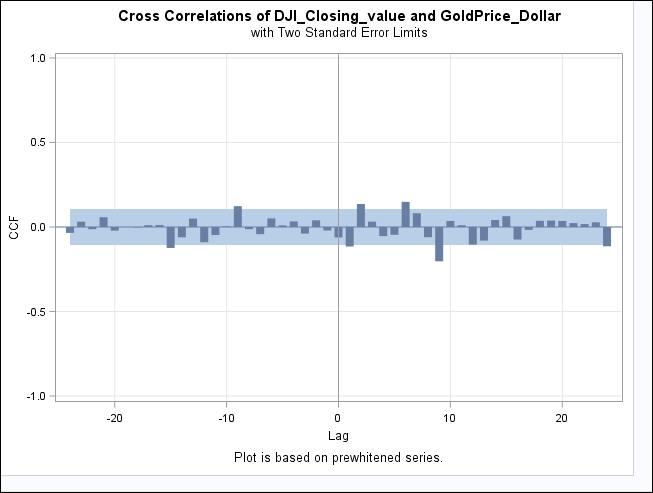 Cross Correlations of DJI_Closing_value and GoldPrice_Dollar
with Two Standard Error Limits
1.0
0.5
0.0
-0.5
-1.0
CCF
-20 -10 0 10 20
Lag
Plot is based on prewhitened series.